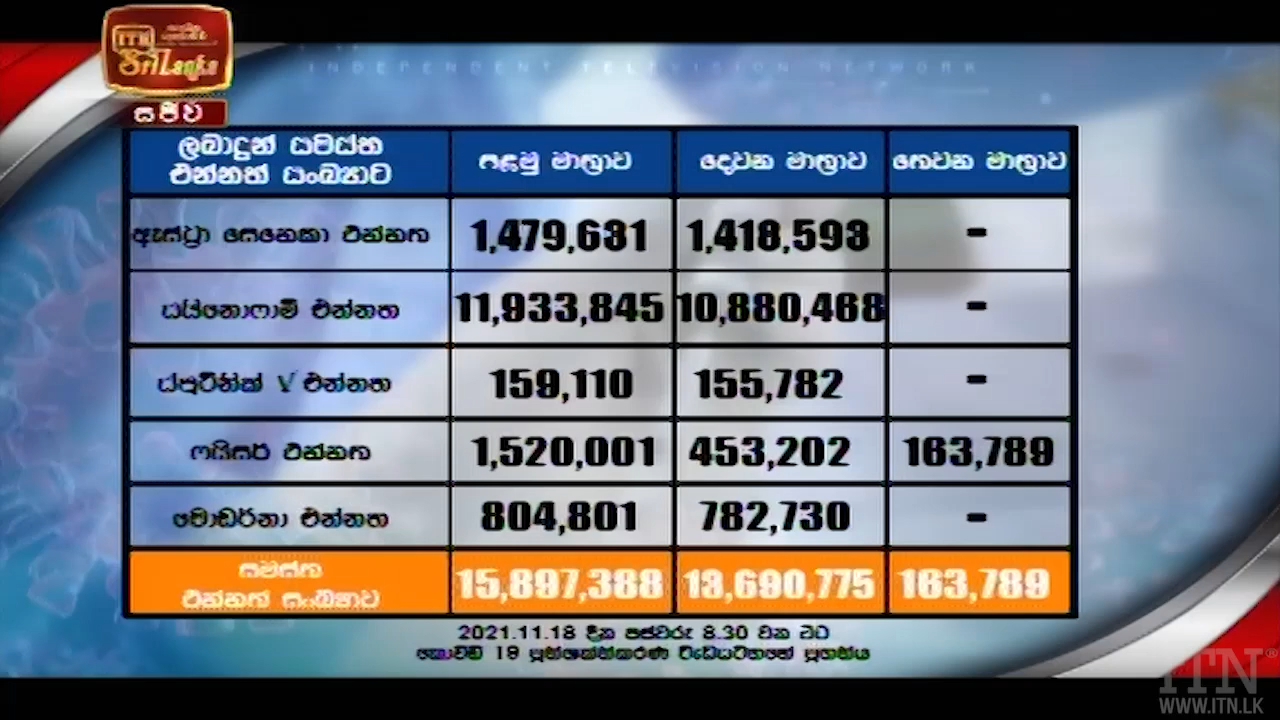 ITN
Sri Lanka
සජීව
INDEPENDENT TELEVISION NETWORK
ලබාදුන් සමස්ත
එන්නත් සංඛ්‍යාව
පළමු මාත්‍රාව
දෙවන මාත්‍රාව
තෙවන මාත්‍රාව
ඇස්ට්‍රා සෙනෙකා එන්නත
1,479,631
1,418,593
-
සයිනොෆාම් එන්නත
11,933,845
10,880,468
-
ස්පුට්නික් V එන්නත
159,110
155,782
-
ෆයිසර් එන්නත
1,520,001
453,202
163,789
මොඩර්නා එන්නත
804,801
782,730
-
සමස්ත
එන්නත් සංඛ්‍යාව
15,897,388
13,690,775
163,789
2021.11.18 දින පස්වරු 8.30 වන විට
කොවිඩ් 19 ප්‍රතිශක්තිකරණ වැඩසටහනේ ප්‍රගතිය
ITN®
WWW.ITN.LK